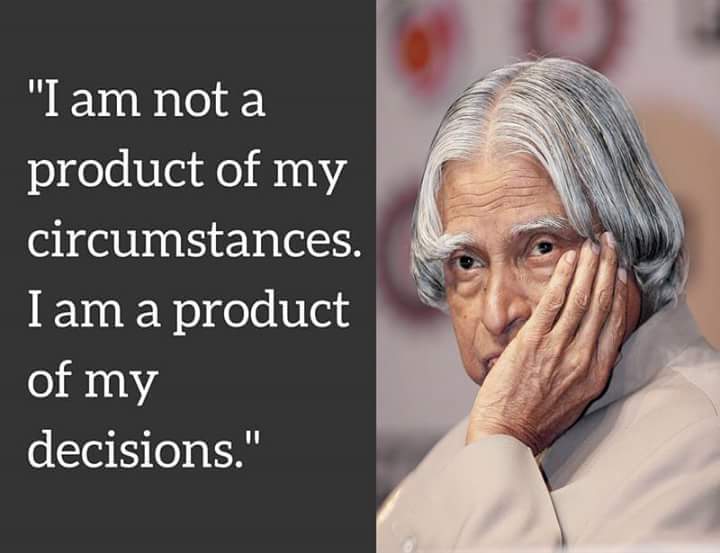 "I am not a
product of my
circumstances.
I am a product
of my
decisions."